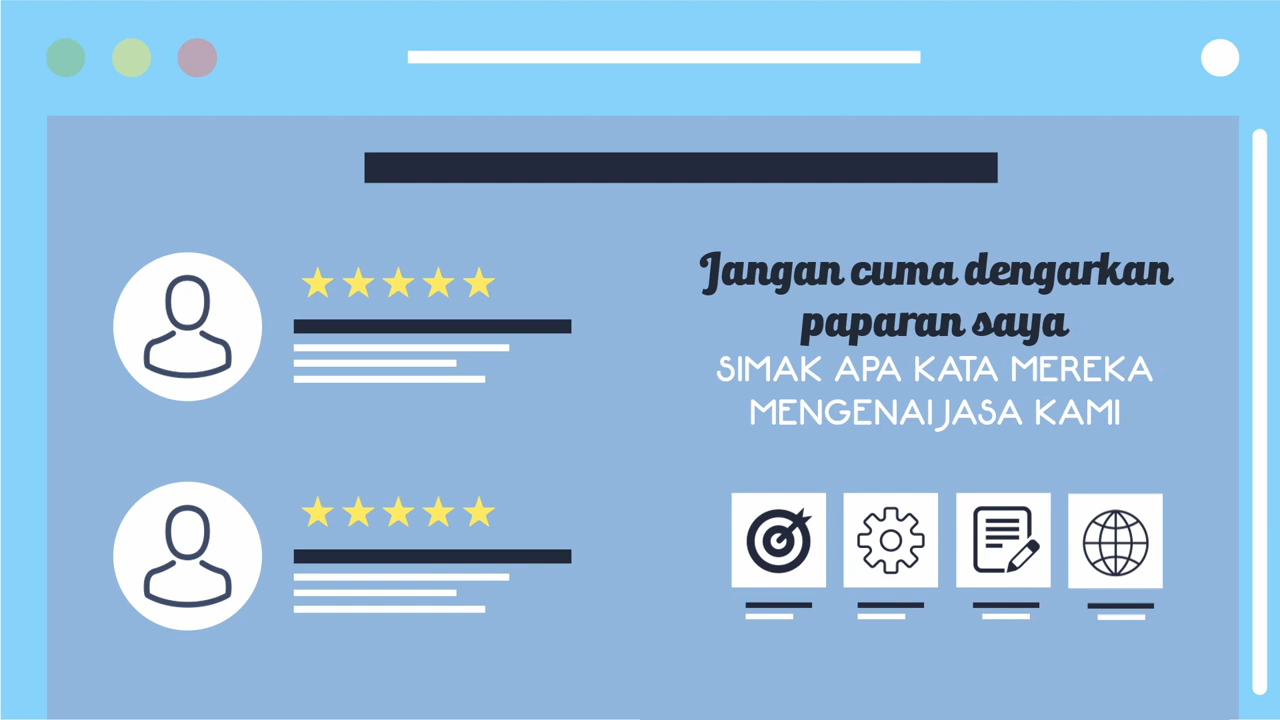 Jangan cuma dengarkan
paparan saya
SIMAK APA KATA MEREKA
MENGENAI JASA KAMI